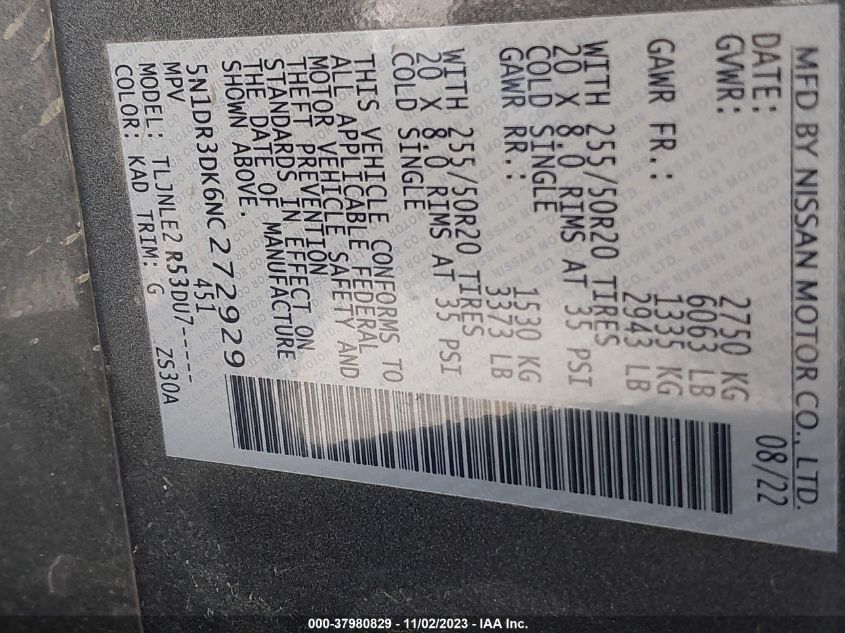 MFD BY NISSAN MOTOR CO., LTD.
DATE: 08/22
GVWR: 2750 KG
6063 LB
GAWR FR.: 1335 KG
2943 LB
WITH 255/50R20 TIRES
20 X 8.0 RIMS AT 35 PSI
COLD SINGLE
GAWR RR.: 1530 KG
3373 LB
WITH 255/50R20 TIRES
20 X 8.0 RIMS AT 35 PSI
COLD SINGLE
THIS VEHICLE CONFORMS TO
ALL APPLICABLE FEDERAL
MOTOR VEHICLE SAFETY AND
THEFT PREVENTION
STANDARDS IN EFFECT ON
THE DATE OF MANUFACTURE
SHOWN ABOVE.
5N1DR3DK6NC272929
MPV 451
MODEL: TLJNLE2 R53DU7-----
COLOR: KAD TRIM: G ZS30A
000-37980829 - 11/02/2023 - IAA Inc.